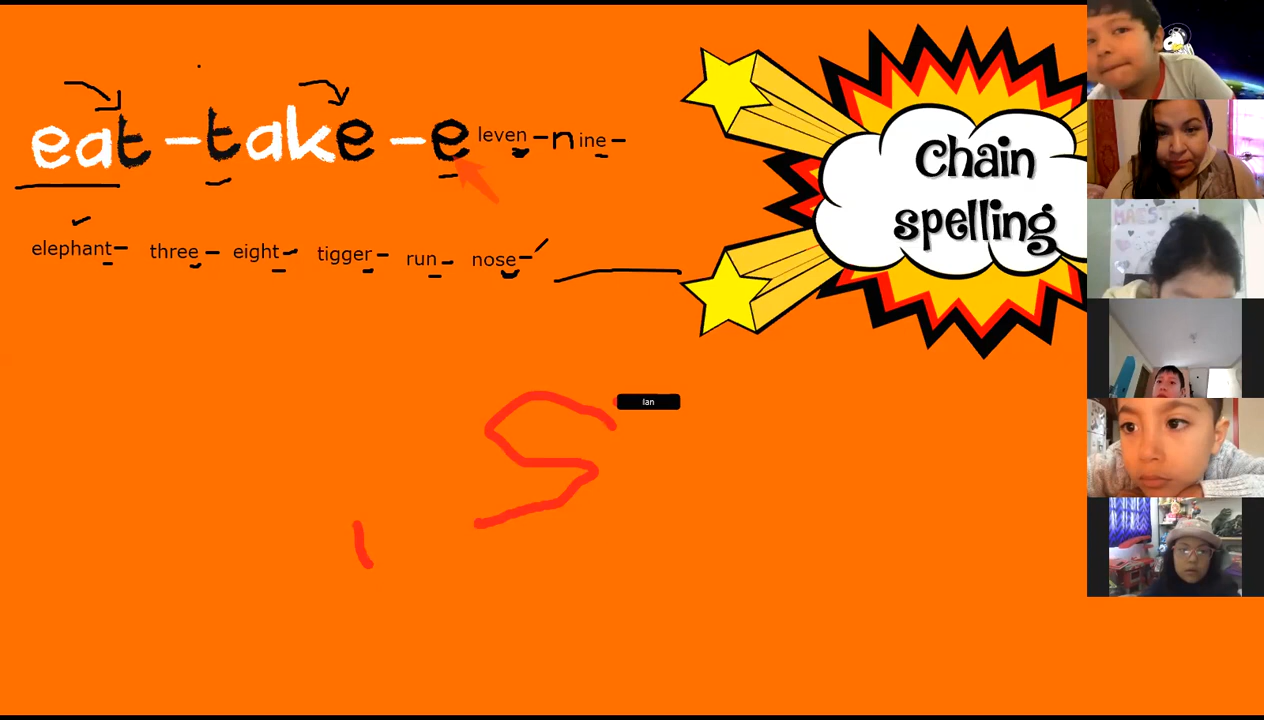 eat - take - eleven - nine -
elephant - three - eight - tigger - run - nose -
Chain
spelling
S
Ian